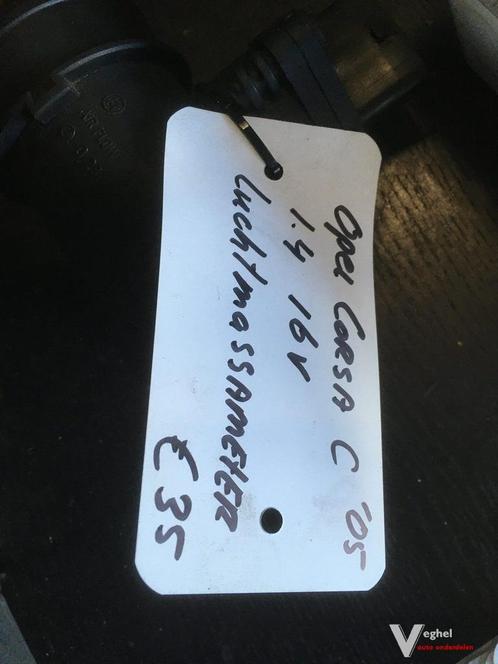 Opel CORSA C '05
1.4 16v
LuchtmASSAMETER
€ 35
Veghel
auto onderdelen